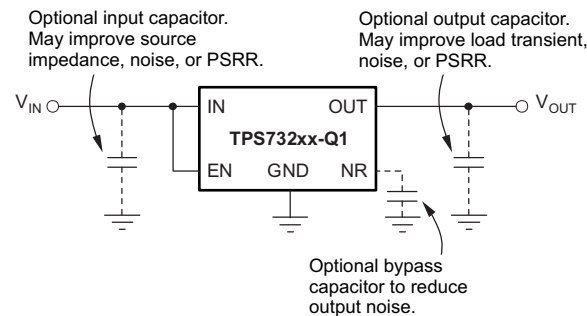 Optional input capacitor.
May improve source
impedance, noise, or PSRR.
Optional output capacitor.
May improve load transient,
noise, or PSRR.
VIN
IN
OUT
VOUT
TPS732xx-Q1
EN
GND
NR
Optional bypass
capacitor to reduce
output noise.